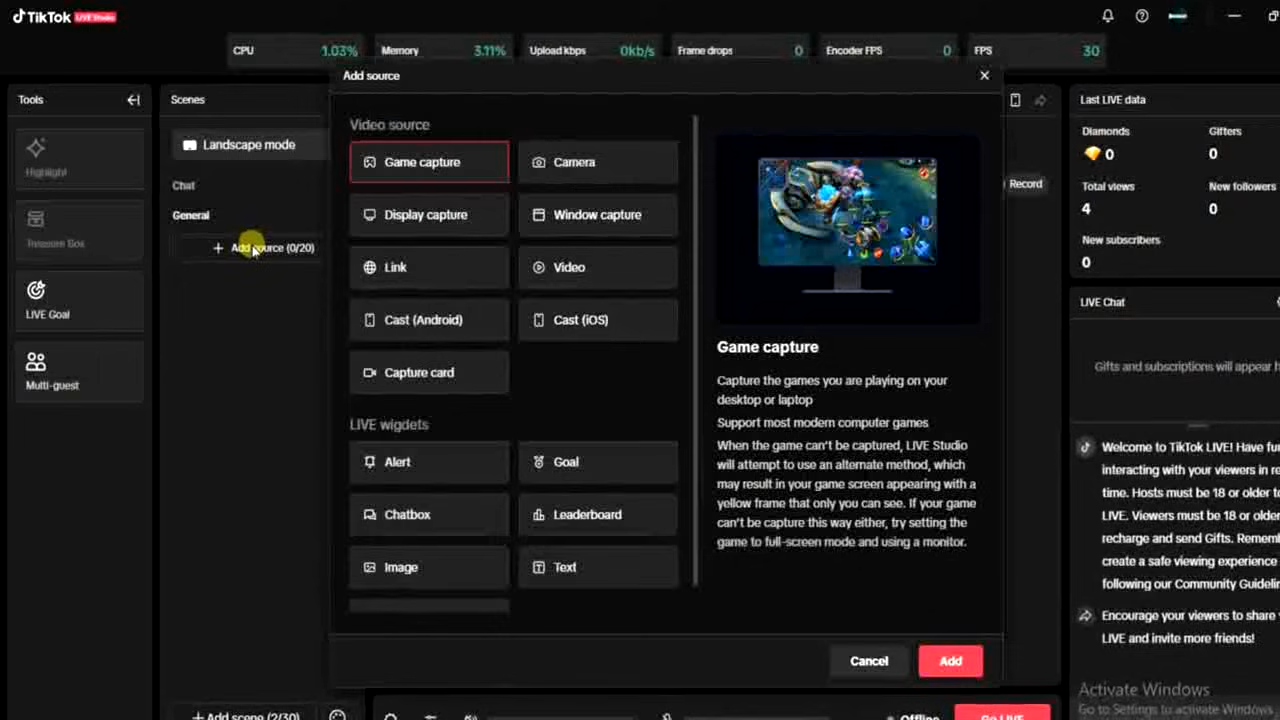 TikTok LIVE Studio
CPU 1.03%
Memory 3.11%
Upload kbps 0kb/s
Frame drops 0
Encoder FPS 0
FPS 30
Tools
Highlight
Treasure Box
LIVE Goal
Multi-guest
Scenes
Landscape mode
Chat
General
+ Add source (0/20)
+ Add scene (2/30)
Add source
Video source
Game capture
Camera
Display capture
Window capture
Link
Video
Cast (Android)
Cast (iOS)
Capture card
LIVE wigdets
Alert
Goal
Chatbox
Leaderboard
Image
Text
Game capture
Capture the games you are playing on your
desktop or laptop
Support most modern computer games
When the game can't be captured, LIVE Studio
will attempt to use an alternate method, which
may result in your game screen appearing with a
yellow frame that only you can see. If your game
can't be capture this way either, try setting the
game to full-screen mode and using a monitor.
Cancel
Add
Record
Offline
Go LIVE
Last LIVE data
Diamonds
0
Gifters
0
Total views
4
New followers
0
New subscribers
0
LIVE Chat
Gifts and subscriptions will appear
Welcome to TikTok LIVE! Have
interacting with your viewers in
time. Hosts must be 18 or older
LIVE. Viewers must be 18 or older
recharge and send Gifts.
create a safe viewing experience
following our Community
Encourage your viewers to share
LIVE and invite more friends!
Activate Windows
Go to Settings to activate Windows